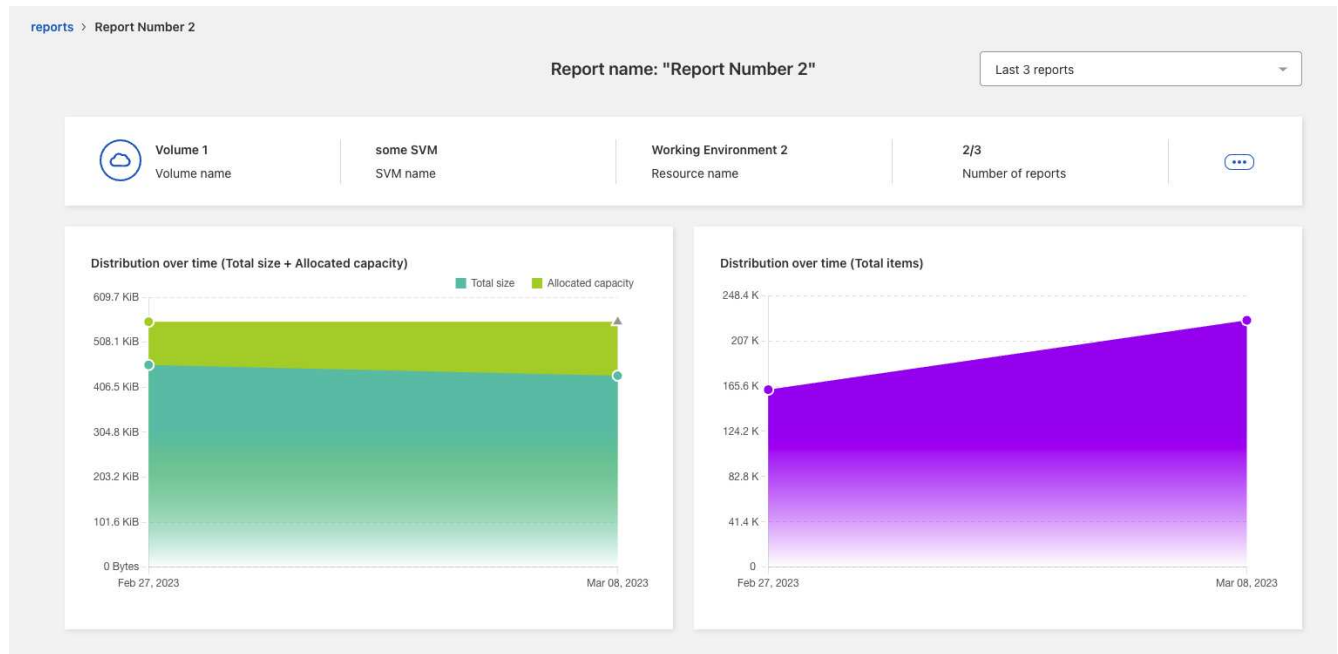 reports > Report Number 2
Report name: "Report Number 2"
Last 3 reports
Volume 1
Volume name
some SVM
SVM name
Working Environment 2
Resource name
2/3
Number of reports
Distribution over time (Total size + Allocated capacity)
Total size
Allocated capacity
609.7 KiB
508.1 KiB
406.5 KiB
304.8 KiB
203.2 KiB
101.6 KiB
0 Bytes
Feb 27, 2023
Mar 08, 2023
Distribution over time (Total items)
248.4 K
207 K
165.6 K
124.2 K
82.8 K
41.4 K
0
Feb 27, 2023
Mar 08, 2023